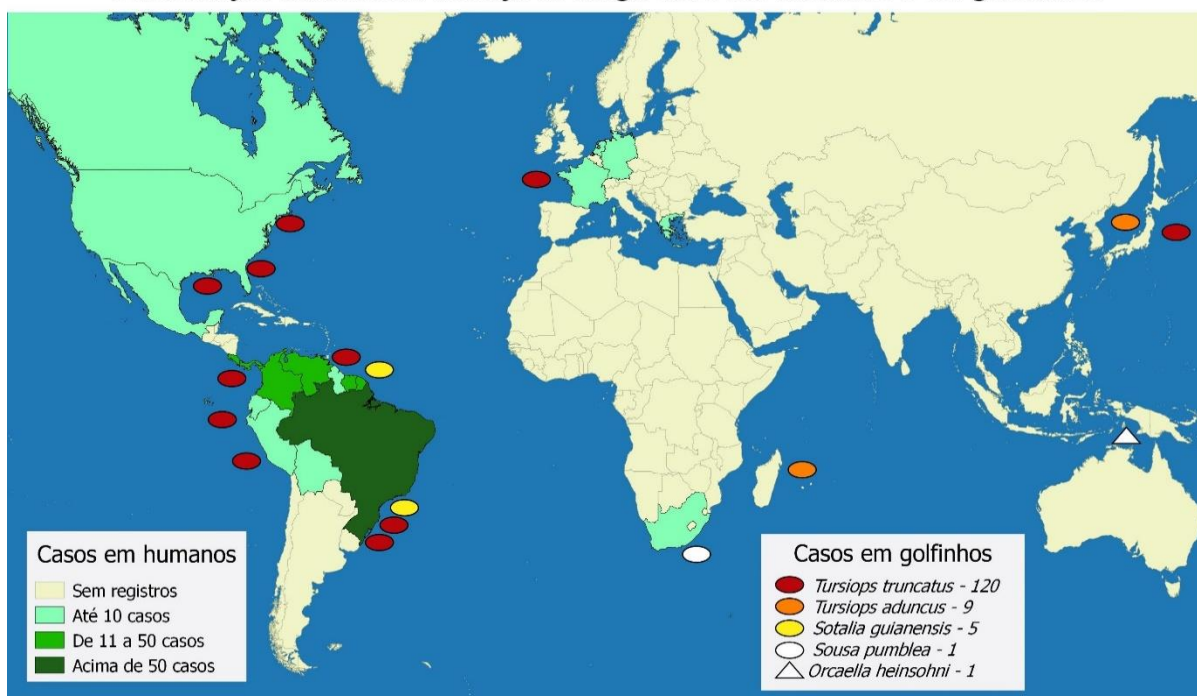 Casos em humanos
Sem registros
Até 10 casos
De 11 a 50 casos
Acima de 50 casos
Casos em golfinhos
Tursiops truncatus - 120
Tursiops aduncus - 9
Sotalia guianensis - 5
Sousa pumblea - 1
Orcaella heinsohni - 1